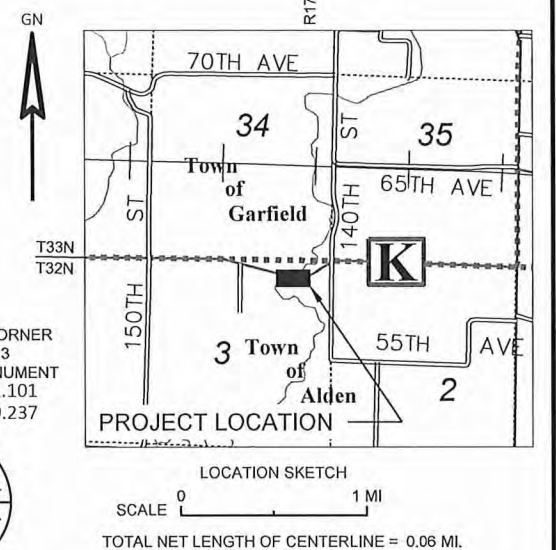 GN
R17
70TH AVE
34
35
ST
Town
of
Garfield
65TH AVE
ST
140TH
T33N
T32N
K
150TH
ORNER
3
NUMENT
.101
.237
3
Town
of
Alden
55TH AVE
2
PROJECT LOCATION
LOCATION SKETCH
SCALE 0 1 MI
TOTAL NET LENGTH OF CENTERLINE = 0.06 MI.